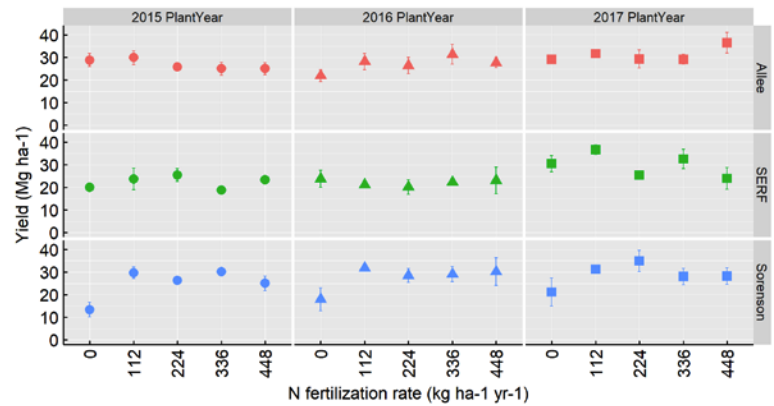 2015 PlantYear 2016 PlantYear 2017 PlantYear
40
30
20
10
0
Allee
40
30
20
10
0
SERF
40
30
20
10
0
Sorenson
Yield (Mg ha-1)
0 112 224 336 448 0 112 224 336 448 0 112 224 336 448
N fertilization rate (kg ha-1 yr-1)